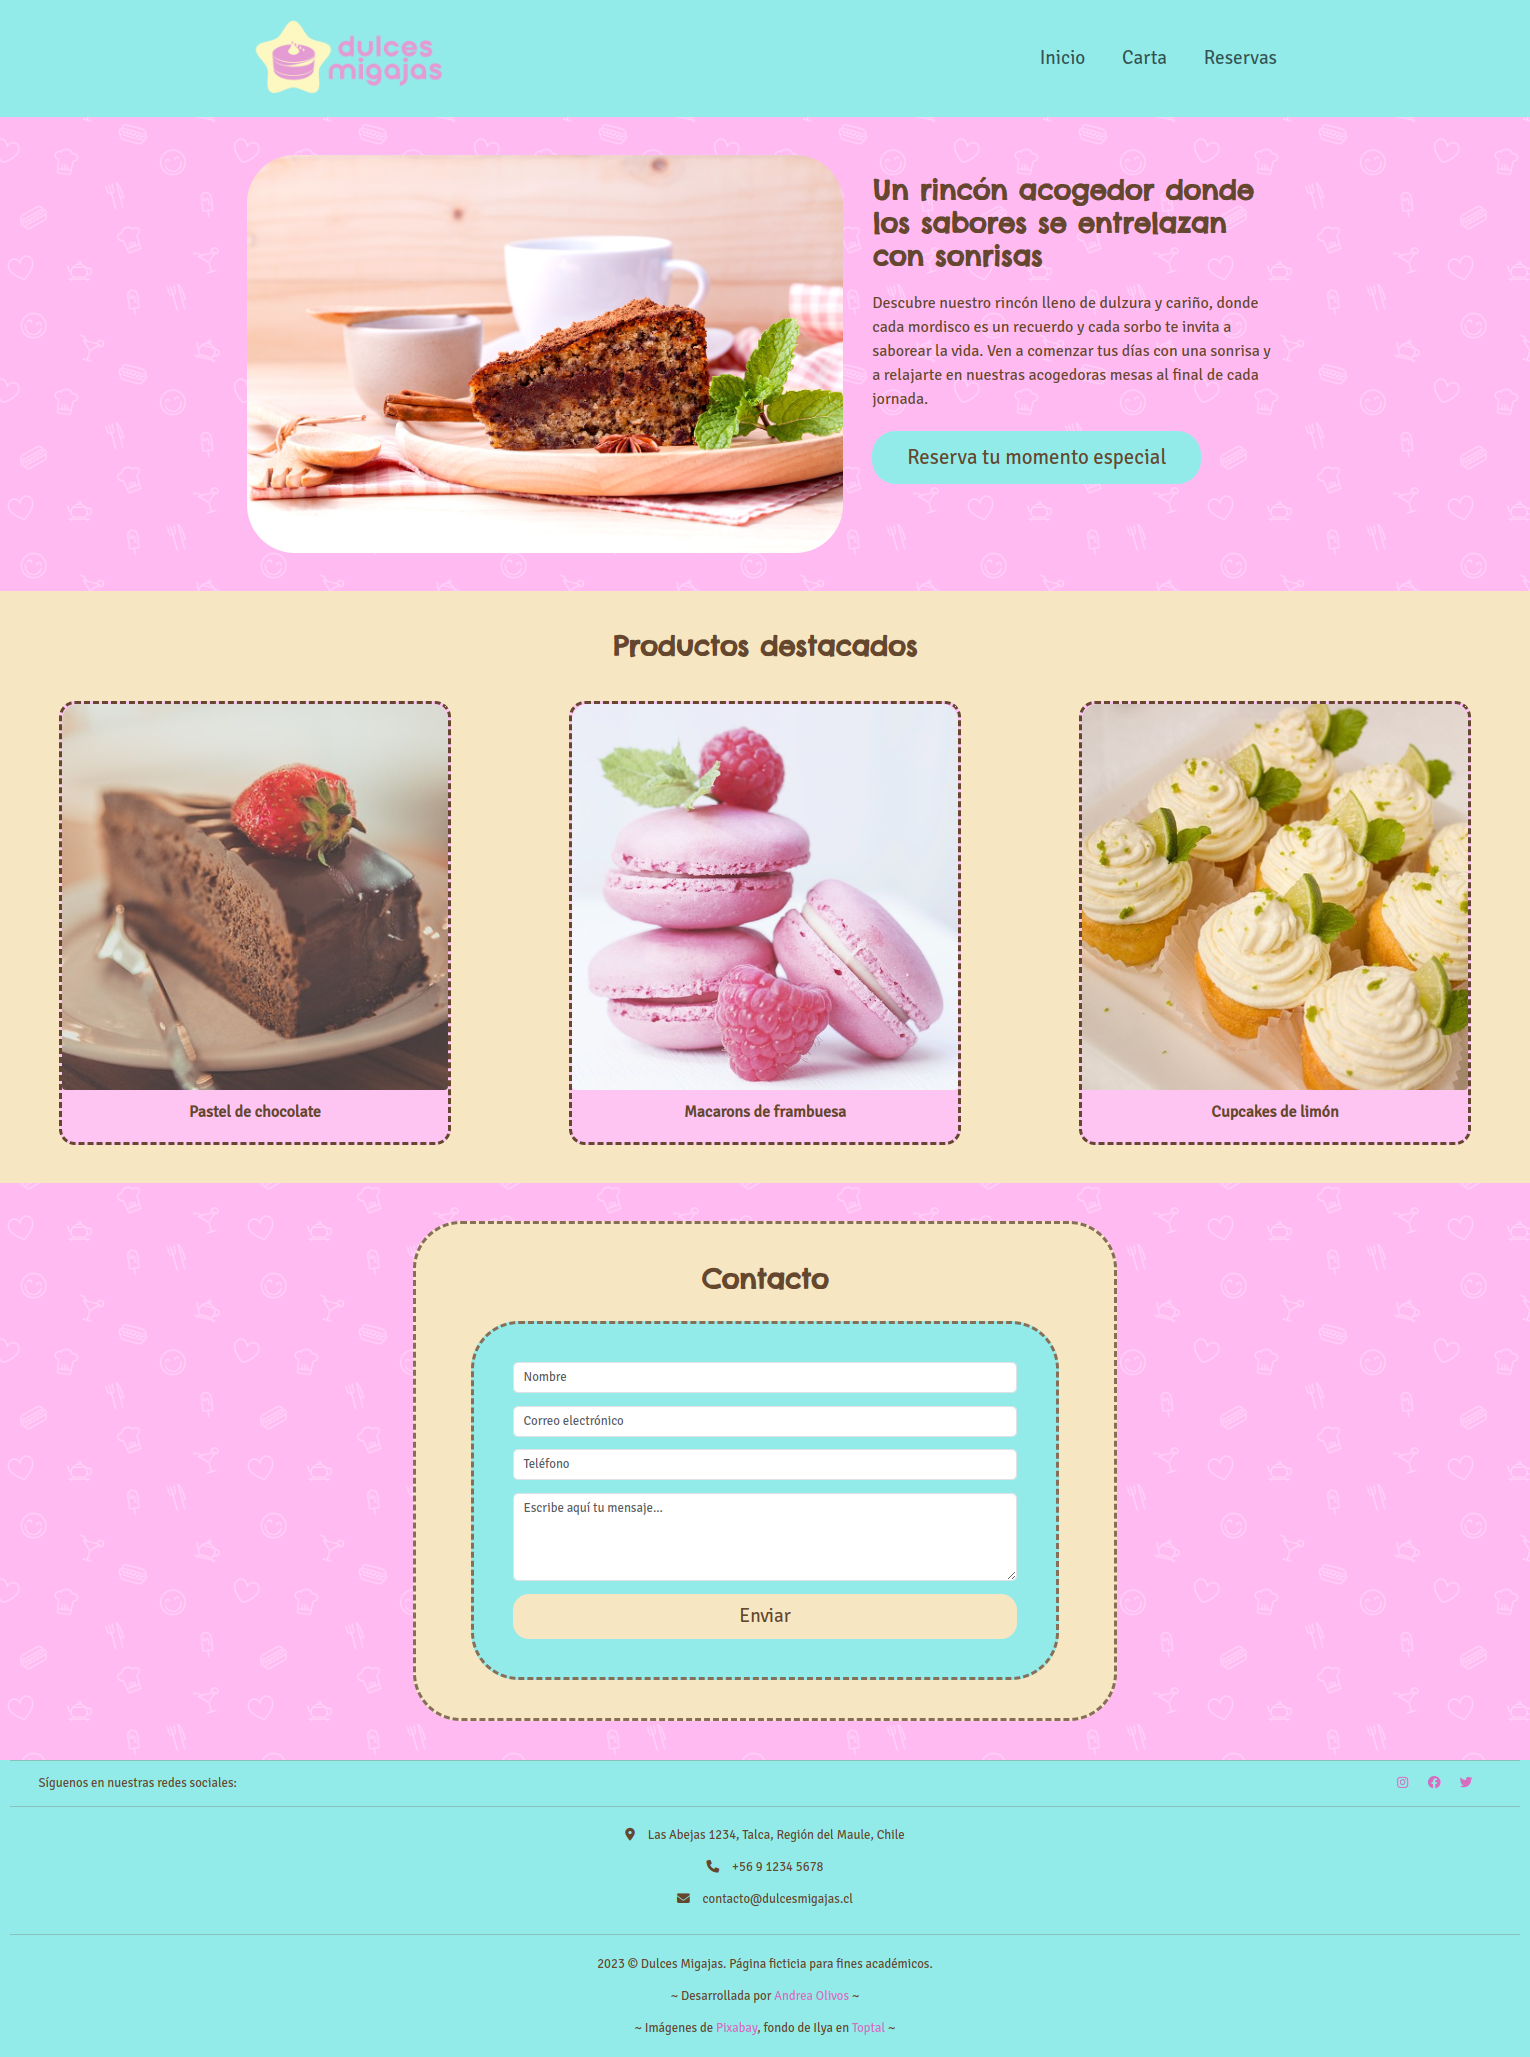 dulces
migajas
Inicio
Carta
Reservas
Un rincón acogedor donde
los sabores se entrelazan
con sonrisas
Descubre nuestro rincón lleno de dulzura y cariño, donde
cada mordisco es un recuerdo y cada sorbo te invita a
saborear la vida. Ven a comenzar tus días con una sonrisa y
a relajarte en nuestras acogedoras mesas al final de cada
jornada.
Reserva tu momento especial
Productos destacados
Pastel de chocolate
Macarons de frambuesa
Cupcakes de limón
Contacto
Nombre
Correo electrónico
Teléfono
Escribe aquí tu mensaje...
Enviar
Síguenos en nuestras redes sociales:
Las Abejas 1234, Talca, Región del Maule, Chile
+56 9 1234 5678
contacto@dulcesmigajas.cl
2023 © Dulces Migajas. Página ficticia para fines académicos.
~ Desarrollada por Andrea Olivos ~
~ Imágenes de Pixabay, fondo de Ilya en Toptal ~